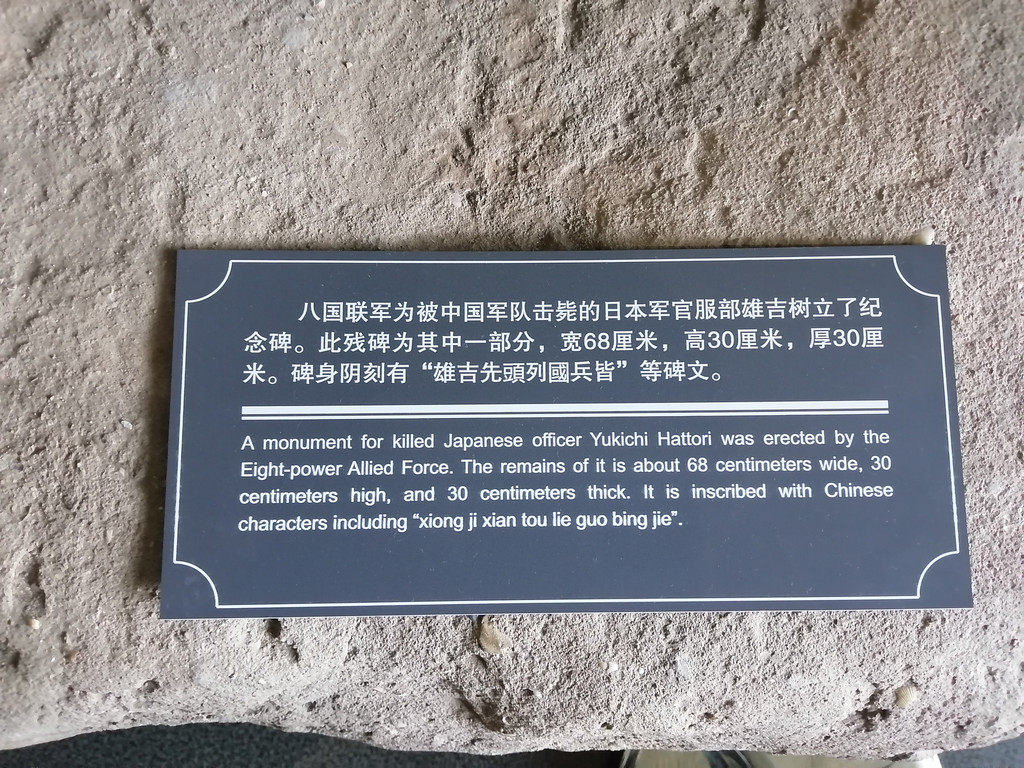 八国联军为被中国军队击毙的日本军官服部雄吉树立了纪
念碑。此残碑为其中一部分，宽68厘米，高30厘米，厚30厘
米。碑身阴刻有“雄吉先頭列國兵皆”等碑文。
A monument for killed Japanese officer Yukichi Hattori was erected by the
Eight-power Allied Force. The remains of it is about 68 centimeters wide, 30
centimeters high, and 30 centimeters thick. It is inscribed with Chinese
characters including “xiong ji xian tou lie guo bing jie”.